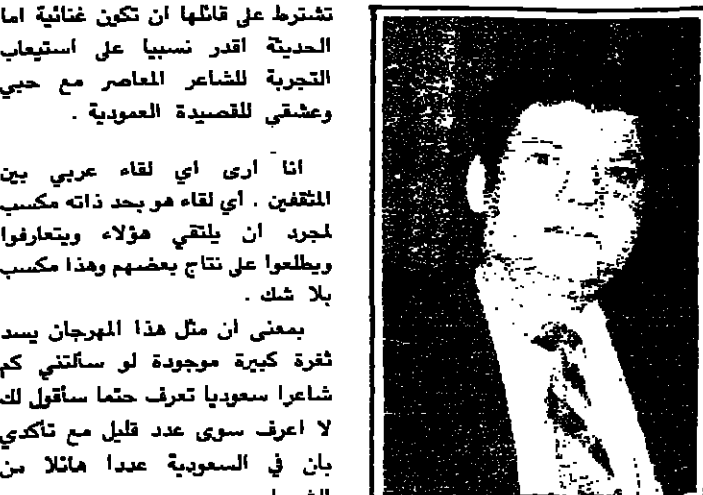 تشترط على قائلها ان تكون غنائية اما
الحديثة اقدر نسبيا على استيعاب
التجربة للشاعر المعاصر مع حبي
وعشقي للقصيدة العمودية .
انا ارى اي لقاء عربي بين
المثقفين . أي لقاء هو بحد ذاته مكسب
لمجرد ان يلتقي هؤلاء ويتعارفوا
ويطلعوا على نتاج بعضهم وهذا مكسب
بلا شك .
بمعنى ان مثل هذا المهرجان يسد
ثغرة كبيرة موجودة لو سألتني كم
شاعرا سعوديا تعرف حتما سأقول لك
لا اعرف سوى عدد قليل مع تأكدي
بان في السعودية عددا هائلا من